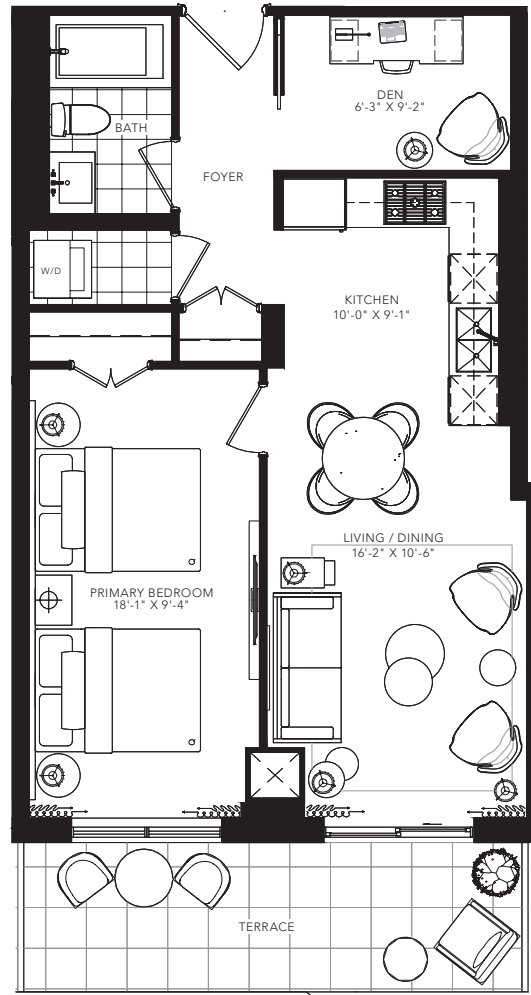 DEN
6'-3" X 9'-2"
BATH
FOYER
W/D
KITCHEN
10'-0" X 9'-1"
LIVING / DINING
16'-2" X 10'-6"
PRIMARY BEDROOM
18'-1" X 9'-4"
TERRACE